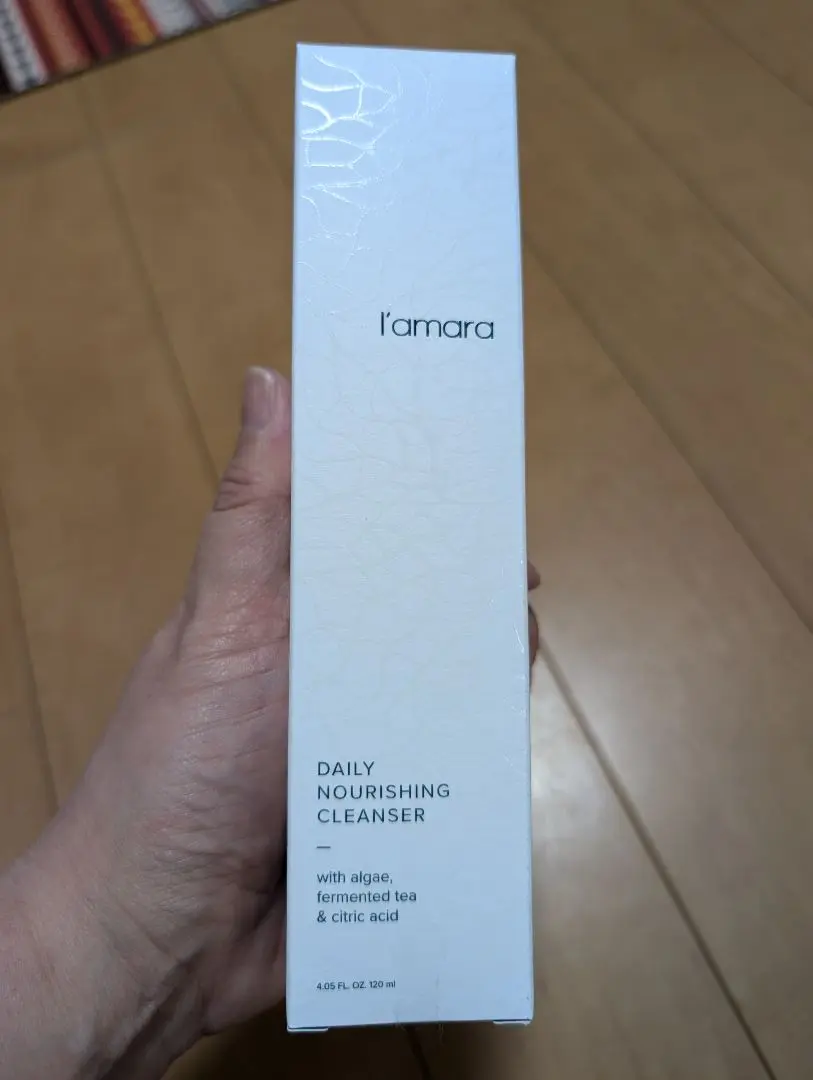 l'amara
DAILY
NOURISHING
CLEANSER
with algae,
fermented tea
& citric acid
4.05 FL. OZ. 120 ml